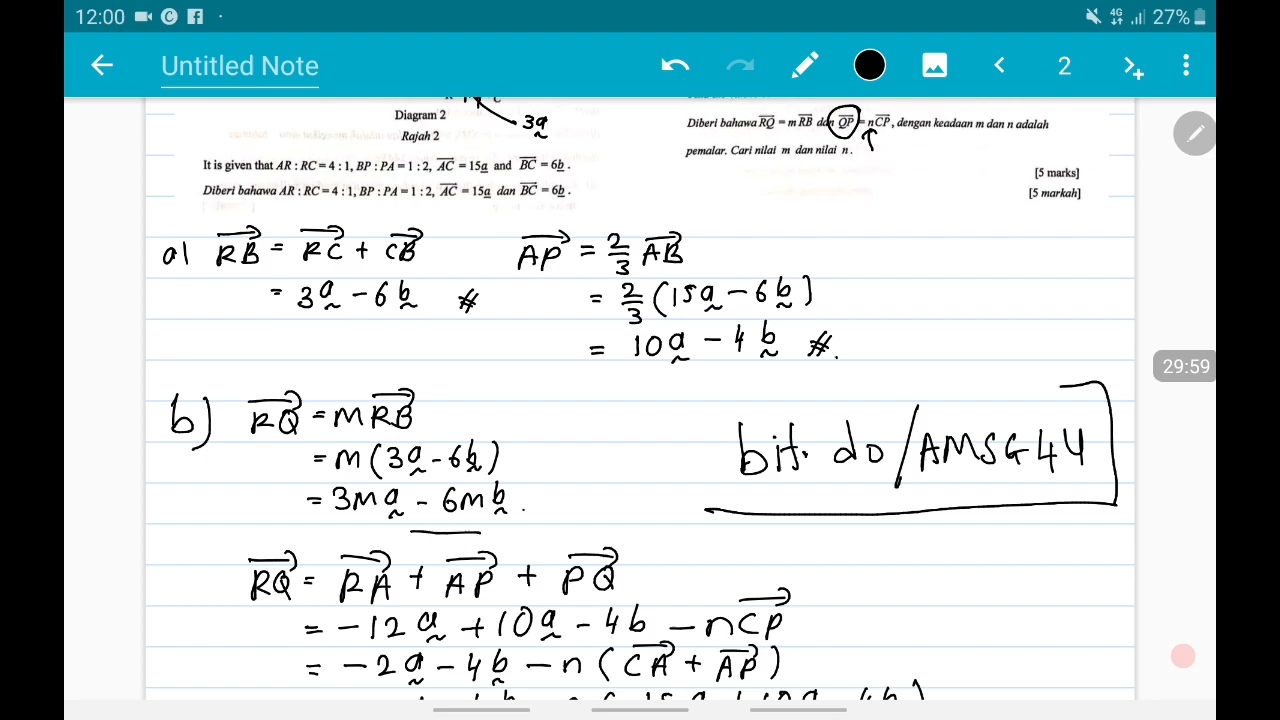 12:00 4G 27%
Untitled Note 2
C
Diagram 2
Rajah 2
3a
It is given that AR : RC = 4 : 1, BP : PA = 1 : 2, AC = 15a and BC = 6b .
Diberi bahawa AR : RC = 4 : 1, BP : PA = 1 : 2, AC = 15a dan BC = 6b .
Diberi bahawa RQ = m RB dan QP = nCP, dengan keadaan m dan n adalah
pemalar. Cari nilai m dan nilai n .
[5 marks]
[5 markah]
a) RB = RC + CB
= 3a - 6b #
AP = 2/3 AB
= 2/3 (15a - 6b)
= 10a - 4b #.
29:59
b) RQ = mRB
= m(3a - 6b)
= 3ma - 6mb.
bit.do/AMSG44
RQ = RA + AP + PQ
= -12a + 10a - 4b - nCP
= -2a - 4b - n(CA + AP)